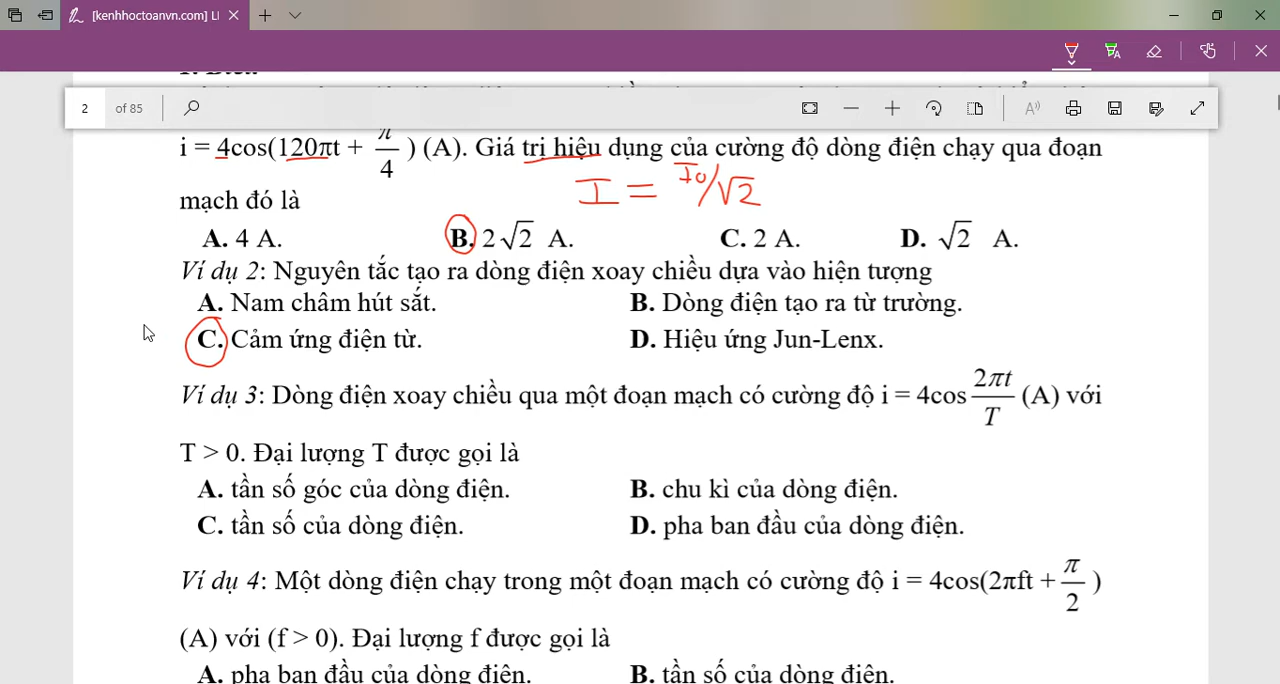 [kenhhoctoanvn.com] LI
2 of 85
i = 4cos(120πt + π/4 ) (A). Giá trị hiệu dụng của cường độ dòng điện chạy qua đoạn
mạch đó là
I = I₀/√2
A. 4 A. B. 2√2 A. C. 2 A. D. √2 A.
Ví dụ 2: Nguyên tắc tạo ra dòng điện xoay chiều dựa vào hiện tượng
A. Nam châm hút sắt. B. Dòng điện tạo ra từ trường.
C. Cảm ứng điện từ. D. Hiệu ứng Jun-Lenx.
Ví dụ 3: Dòng điện xoay chiều qua một đoạn mạch có cường độ i = 4cos 2πt/T (A) với
T > 0. Đại lượng T được gọi là
A. tần số góc của dòng điện. B. chu kì của dòng điện.
C. tần số của dòng điện. D. pha ban đầu của dòng điện.
Ví dụ 4: Một dòng điện chạy trong một đoạn mạch có cường độ i = 4cos(2πft + π/2 )
(A) với (f > 0). Đại lượng f được gọi là
A. pha ban đầu của dòng điện. B. tần số của dòng điện.